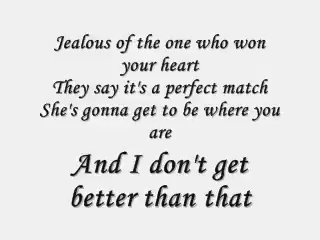 Jealous of the one who won
your heart
They say it's a perfect match
She's gonna get to be where you
are
And I don't get
better than that